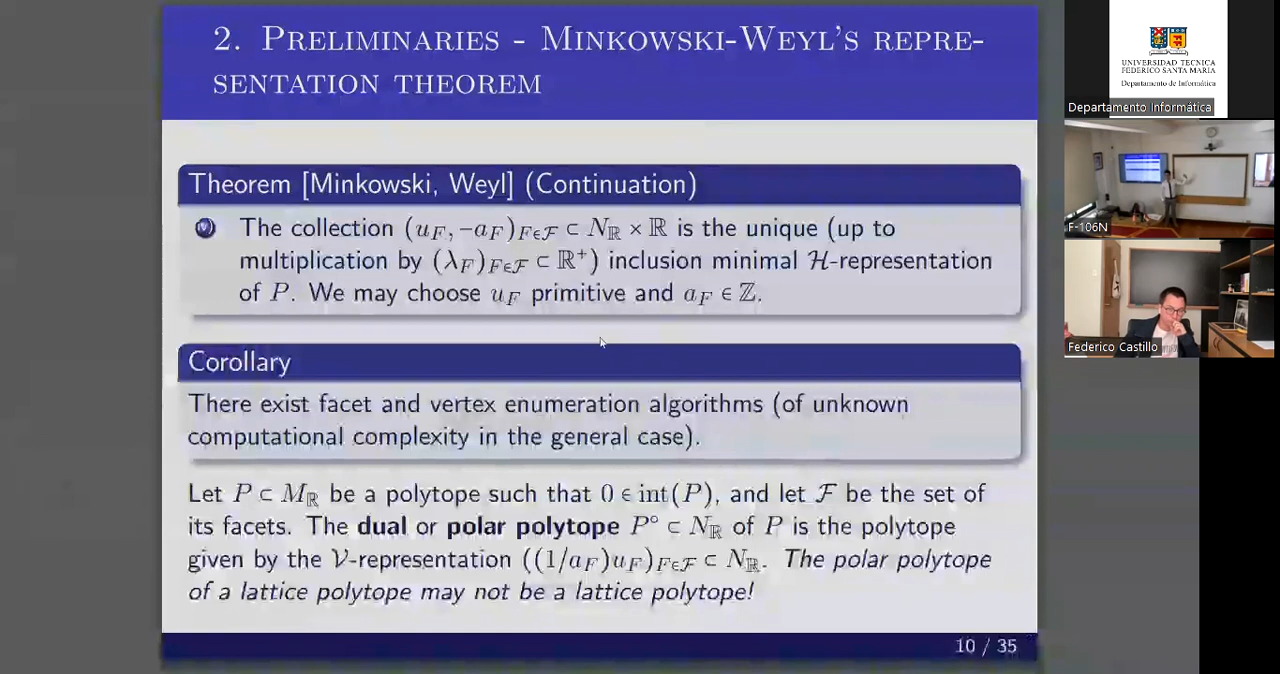 2. Preliminaries - Minkowski-Weyl's repre-
sentation theorem
Theorem [Minkowski, Weyl] (Continuation)
v The collection (u_F, −a_F)_{F∈𝓕} ⊂ N_ℝ × ℝ is the unique (up to
multiplication by (λ_F)_{F∈𝓕} ⊂ ℝ⁺) inclusion minimal ℋ-representation
of P. We may choose u_F primitive and a_F ∈ ℤ.
Corollary
There exist facet and vertex enumeration algorithms (of unknown
computational complexity in the general case).
Let P ⊂ M_ℝ be a polytope such that 0 ∈ int(P), and let 𝓕 be the set of
its facets. The dual or polar polytope P° ⊂ N_ℝ of P is the polytope
given by the 𝒱-representation ((1/a_F)u_F)_{F∈𝓕} ⊂ N_ℝ. The polar polytope
of a lattice polytope may not be a lattice polytope!
10 / 35
UNIVERSIDAD TECNICA
FEDERICO SANTA MARIA
Departamento de Informática
Departamento Informática
F-106N
Federico Castillo